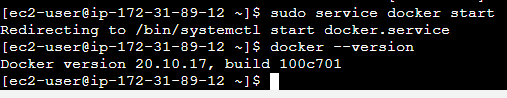 [ec2-user@ip-172-31-89-12 ~]$ sudo service docker start
Redirecting to /bin/systemctl start docker.service
[ec2-user@ip-172-31-89-12 ~]$ docker --version
Docker version 20.10.17, build 100c701
[ec2-user@ip-172-31-89-12 ~]$